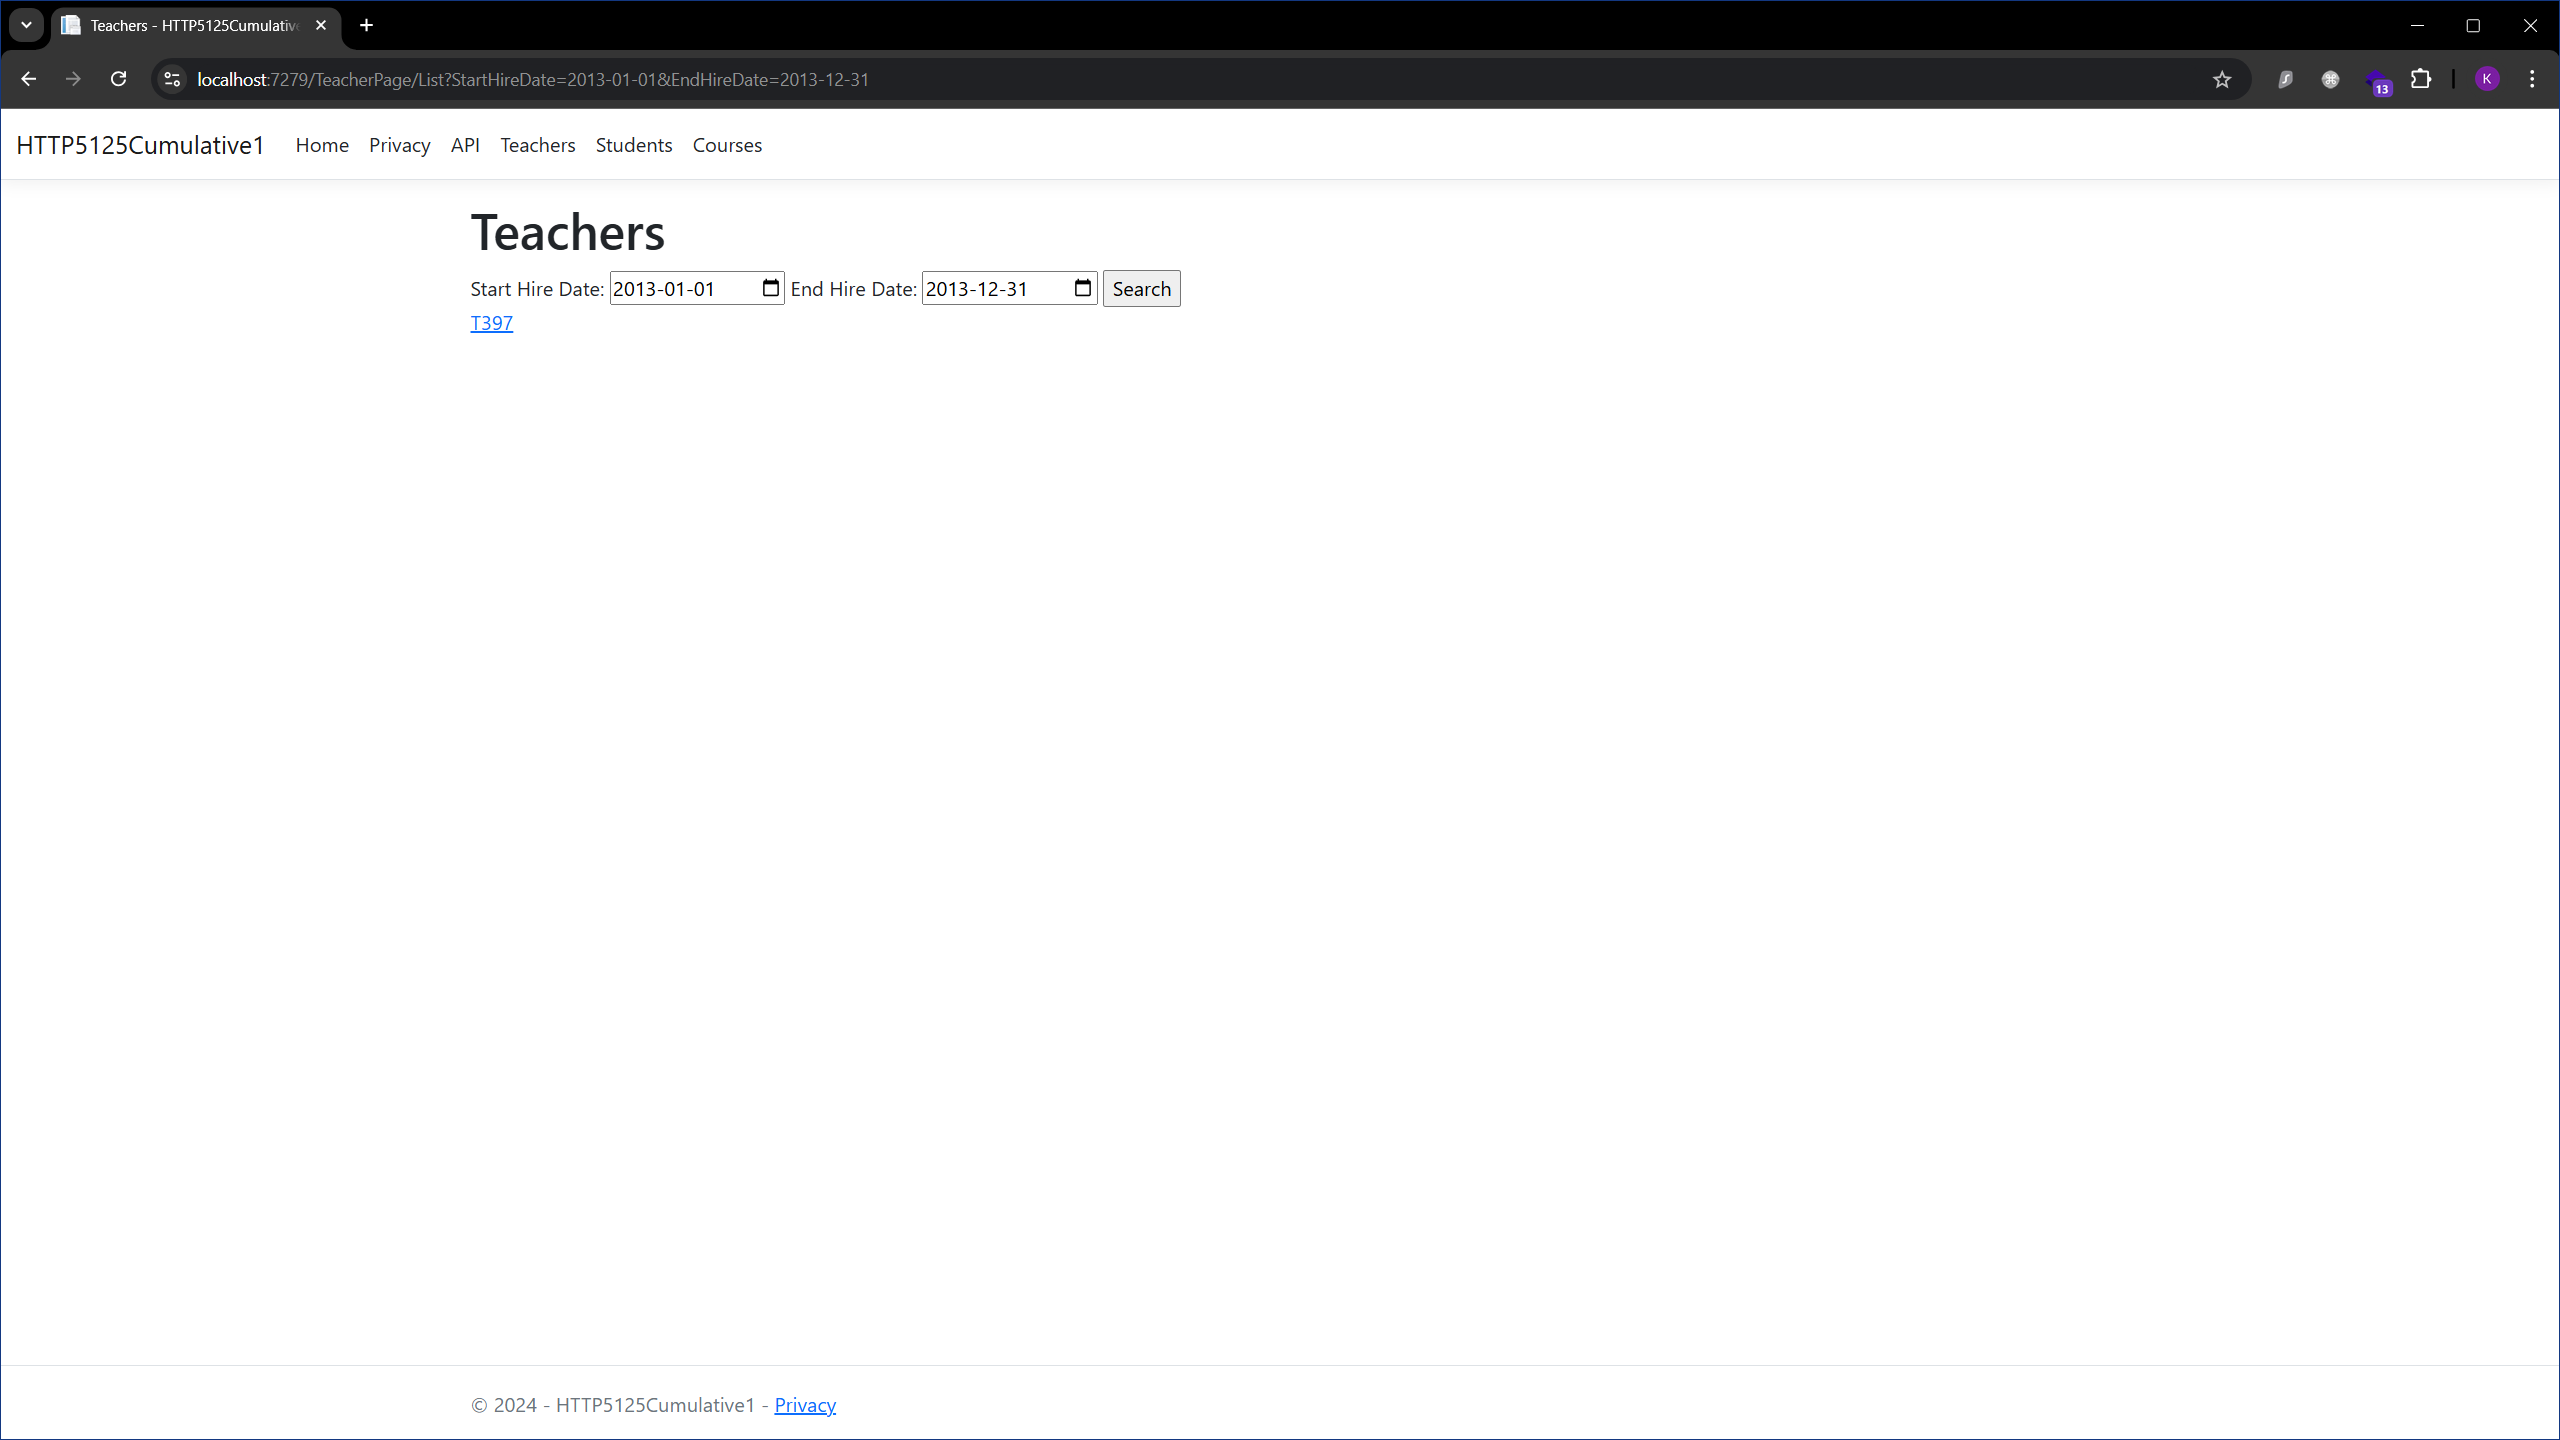 Teachers - HTTP5125Cumulativ
localhost:7279/TeacherPage/List?StartHireDate=2013-01-01&EndHireDate=2013-12-31
13
K
HTTP5125Cumulative1 Home Privacy API Teachers Students Courses
Teachers
Start Hire Date: 2013-01-01 End Hire Date: 2013-12-31 Search
T397
© 2024 - HTTP5125Cumulative1 - Privacy